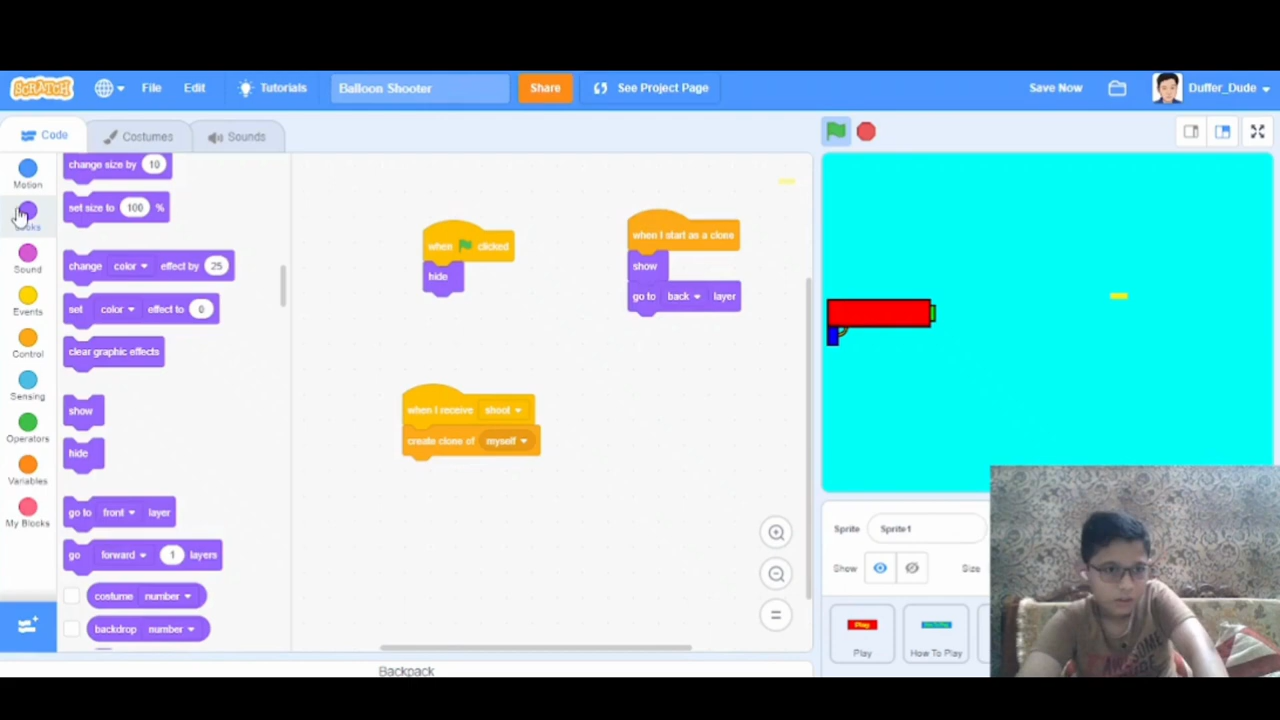 SCRATCH File Edit Tutorials Balloon Shooter Share See Project Page Save Now Duffer_Dude
Code Costumes Sounds
Motion
Sound
Events
Control
Sensing
Operators
Variables
My Blocks
change size by 10
set size to 100 %
change color effect by 25
set color effect to 0
clear graphic effects
show
hide
go to front layer
go forward 1 layers
costume number
backdrop number
when clicked
hide
when I start as a clone
show
go to back layer
when I receive shoot
create clone of myself
Sprite Sprite1
Show Size
Play
Play
How To Play
Backpack
AWESOME